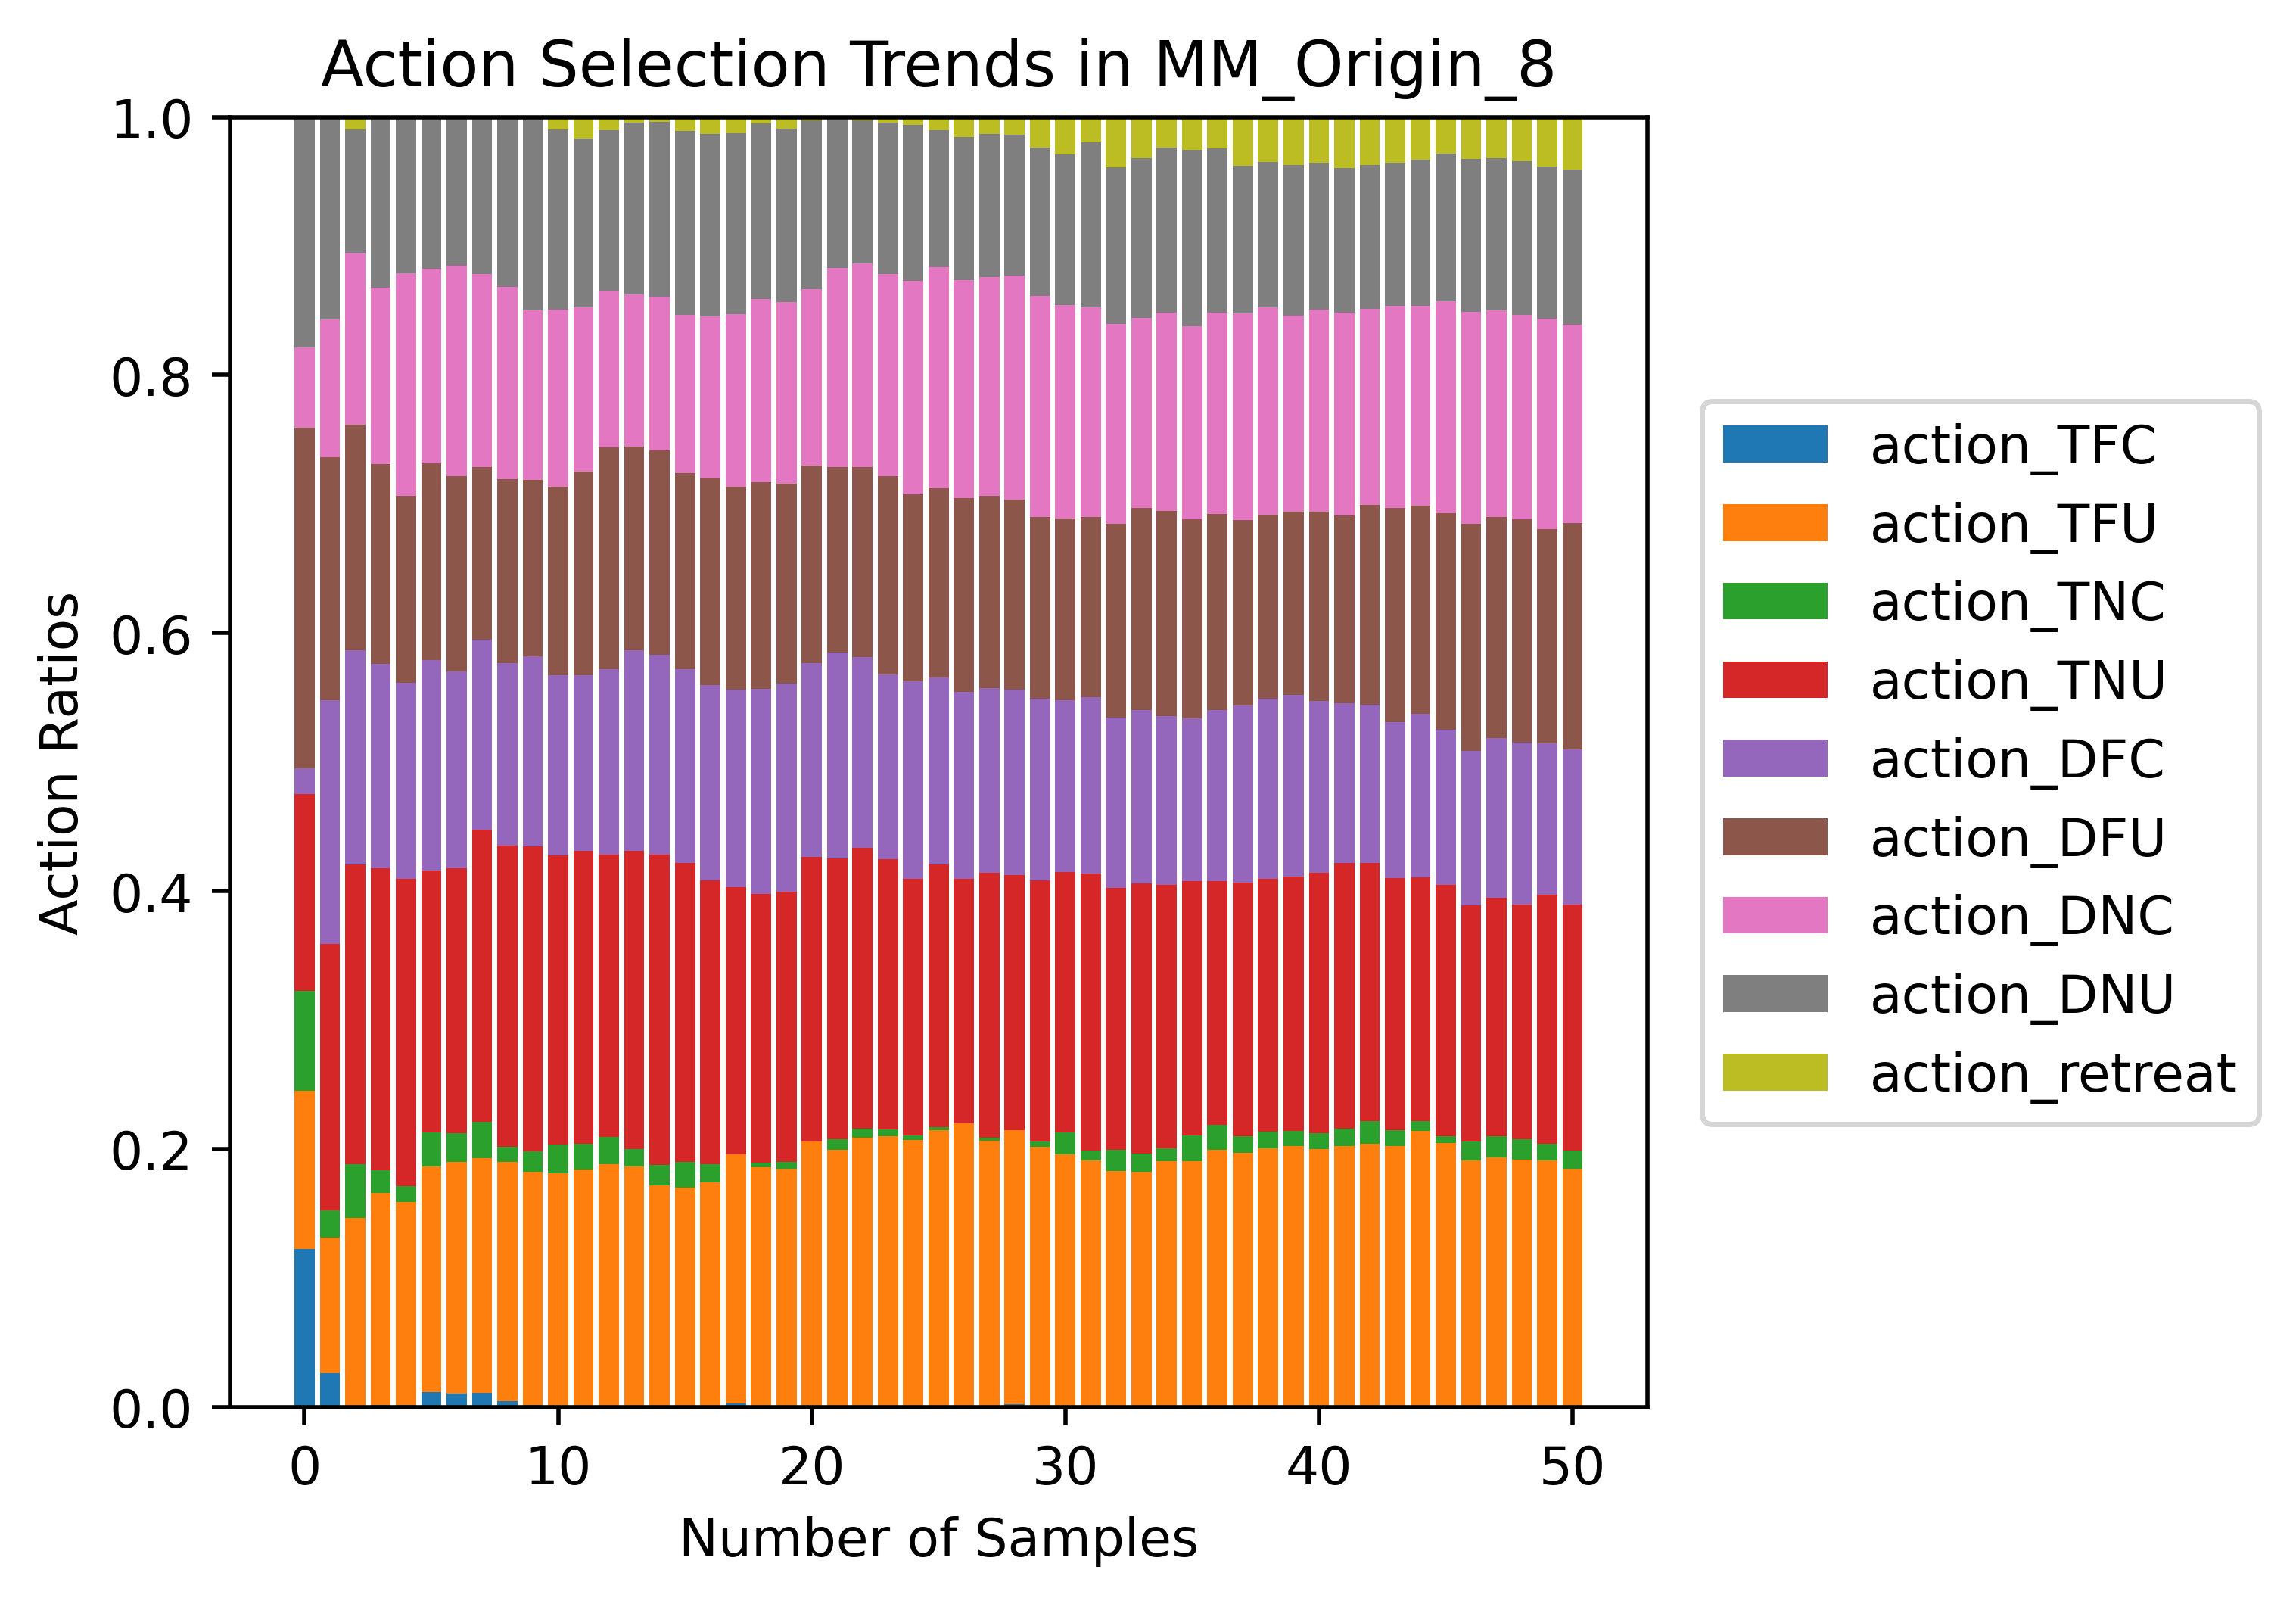 Action Selection Trends in MM_Origin_8
1.0
0.8
0.6
0.4
0.2
0.0
Action Ratios
0 10 20 30 40 50
Number of Samples
action_TFC
action_TFU
action_TNC
action_TNU
action_DFC
action_DFU
action_DNC
action_DNU
action_retreat